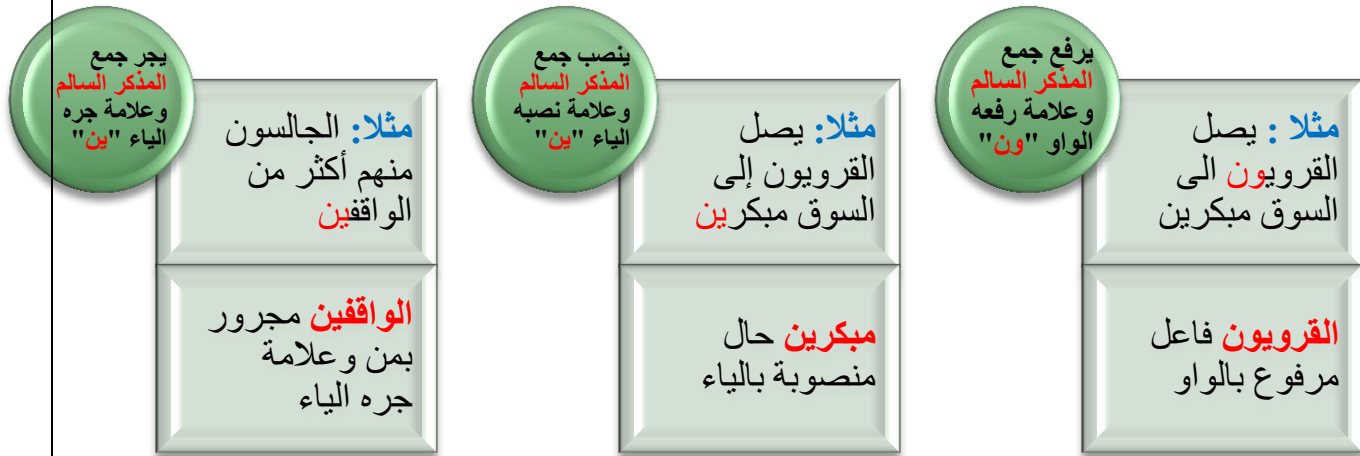 يرفع جمع
المذكر السالم
وعلامة رفعه
الواو "ون"
مثلا : يصل
القرويون الى
السوق مبكرين
القرويون فاعل
مرفوع بالواو
ينصب جمع
المذكر السالم
وعلامة نصبه
الياء "ين"
مثلا: يصل
القرويون إلى
السوق مبكرين
مبكرين حال
منصوبة بالياء
يجر جمع
المذكر السالم
وعلامة جره
الياء "ين"
مثلا: الجالسون
منهم أكثر من
الواقفين
الواقفين مجرور
بمن وعلامة
جره الياء